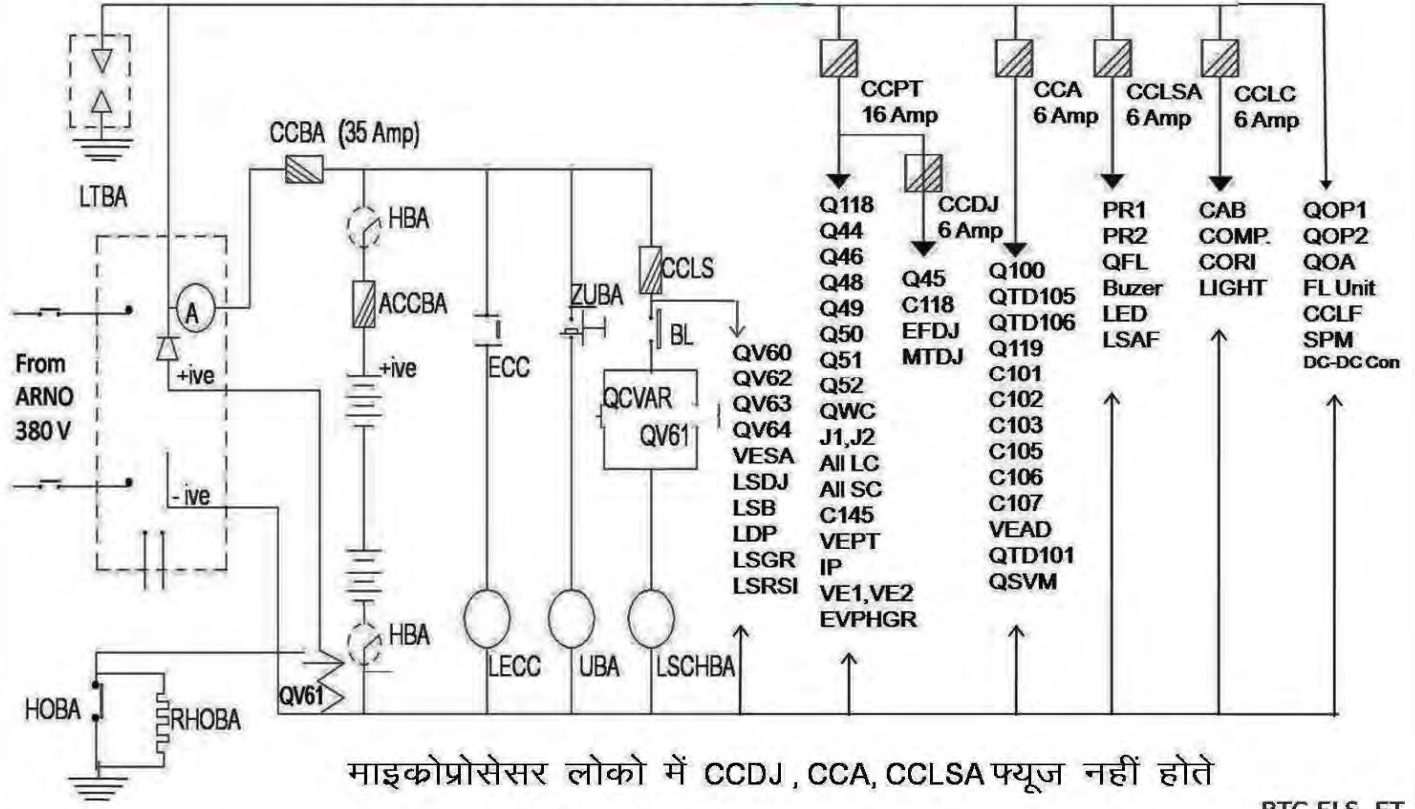 LTBA
CCBA (35 Amp)
HBA
ACCBA
+ive
ECC
ZUBA
CCLS
BL
QCVAR
QV61
A
+ive
From
ARNO
380 V
- ive
HBA
QV61
HOBA
RHOBA
LECC
UBA
LSCHBA
QV60
QV62
QV63
QV64
VESA
LSDJ
LSB
LDP
LSGR
LSRSI
CCPT
16 Amp
Q118
Q44
Q46
Q48
Q49
Q50
Q51
Q52
QWC
J1,J2
All LC
All SC
C145
VEPT
IP
VE1,VE2
EVPHGR
CCDJ
6 Amp
Q45
C118
EFDJ
MTDJ
CCA
6 Amp
Q100
QTD105
QTD106
Q119
C101
C102
C103
C105
C106
C107
VEAD
QTD101
QSVM
CCLSA
6 Amp
PR1
PR2
QFL
Buzer
LED
LSAF
CCLC
6 Amp
CAB
COMP.
CORI
LIGHT
QOP1
QOP2
QOA
FL Unit
CCLF
SPM
DC-DC Con
माइकोप्रोसेसर लोको में CCDJ , CCA, CCLSA फ्यूज नहीं होते